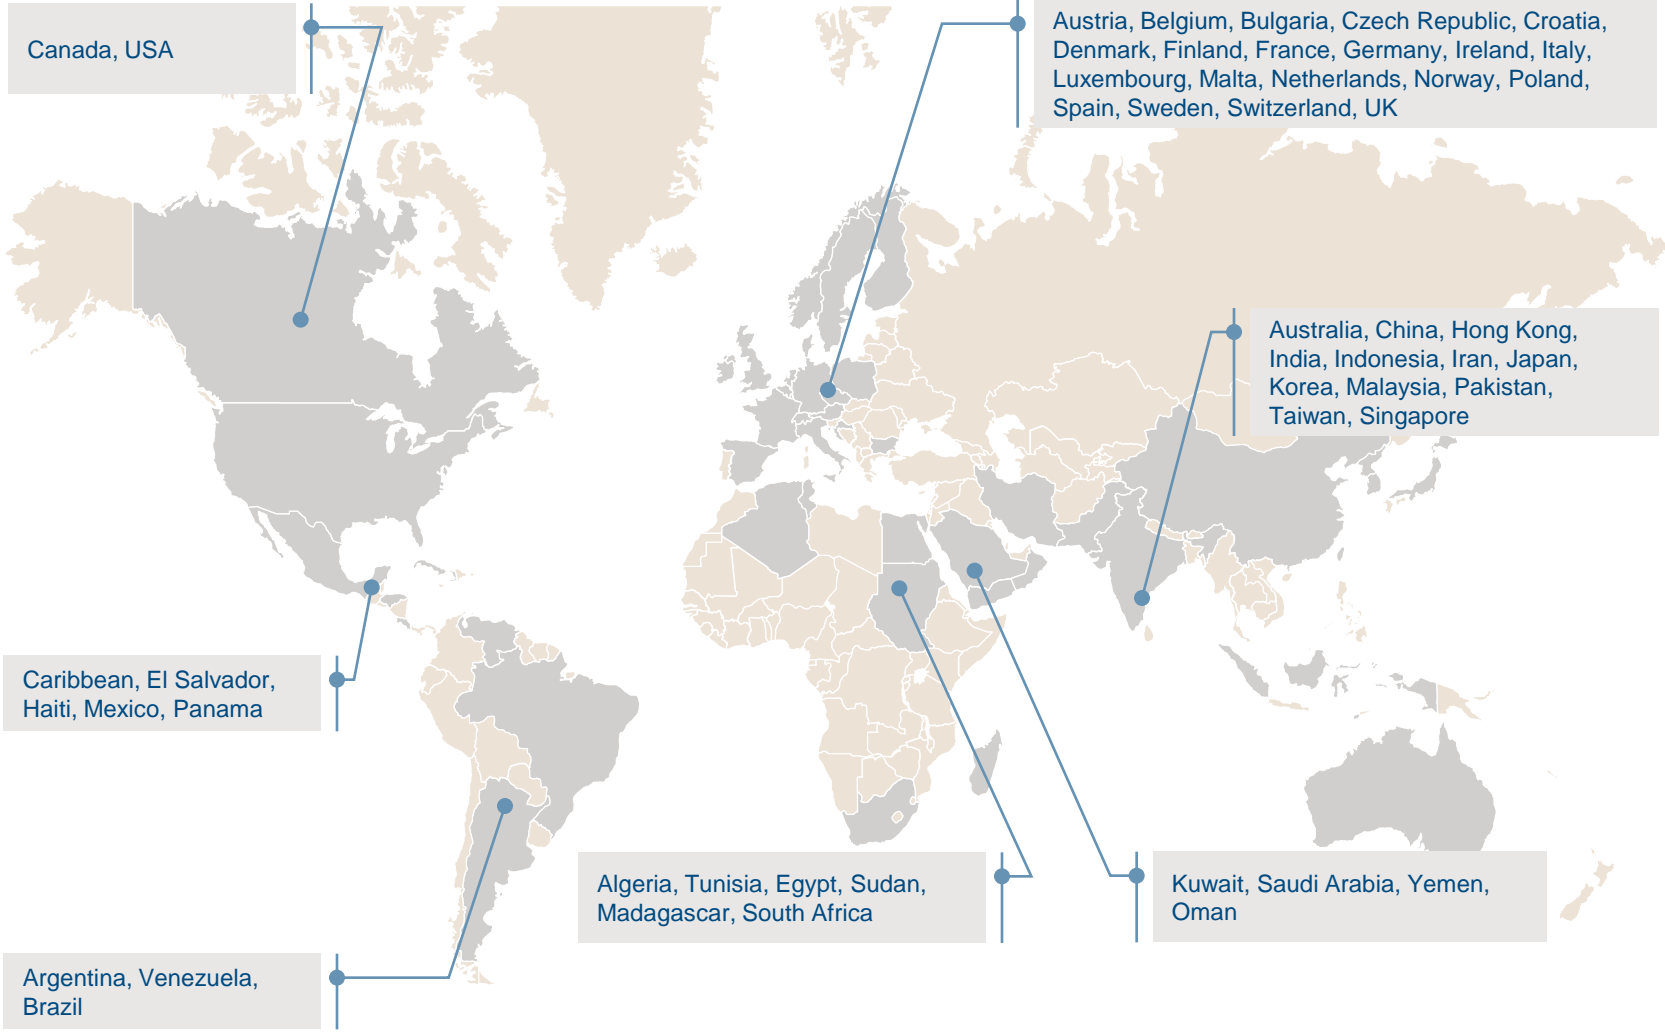 Canada, USA
Austria, Belgium, Bulgaria, Czech Republic, Croatia,
Denmark, Finland, France, Germany, Ireland, Italy,
Luxembourg, Malta, Netherlands, Norway, Poland,
Spain, Sweden, Switzerland, UK
Australia, China, Hong Kong,
India, Indonesia, Iran, Japan,
Korea, Malaysia, Pakistan,
Taiwan, Singapore
Caribbean, El Salvador,
Haiti, Mexico, Panama
Algeria, Tunisia, Egypt, Sudan,
Madagascar, South Africa
Kuwait, Saudi Arabia, Yemen,
Oman
Argentina, Venezuela,
Brazil